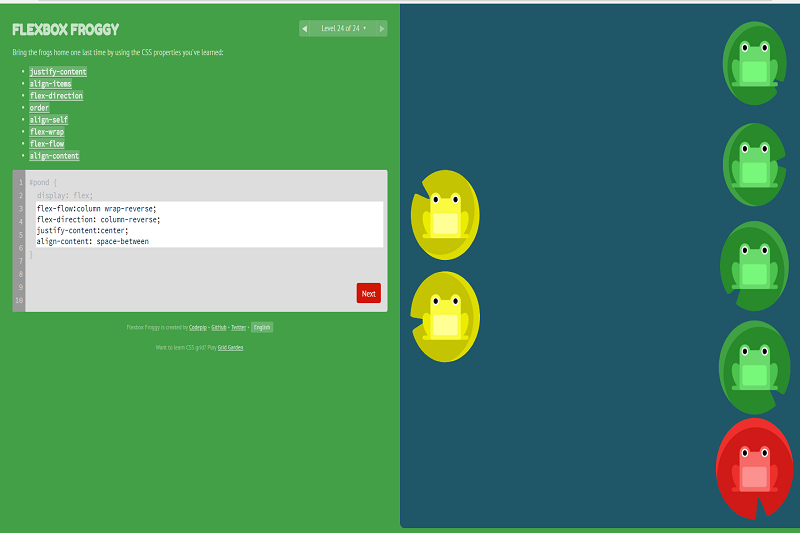 FLEXBOX FROGGY
Level 24 of 24 ▾
Bring the frogs home one last time by using the CSS properties you've learned:
• justify-content
• align-items
• flex-direction
• order
• align-self
• flex-wrap
• flex-flow
• align-content
1 #pond {
2 display: flex;
3 flex-flow:column wrap-reverse;
4 flex-direction: column-reverse;
5 justify-content:center;
6 align-content: space-between
7 }
8
9
10
Next
Flexbox Froggy is created by Codepip • GitHub • Twitter • English
Want to learn CSS grid? Play Grid Garden.